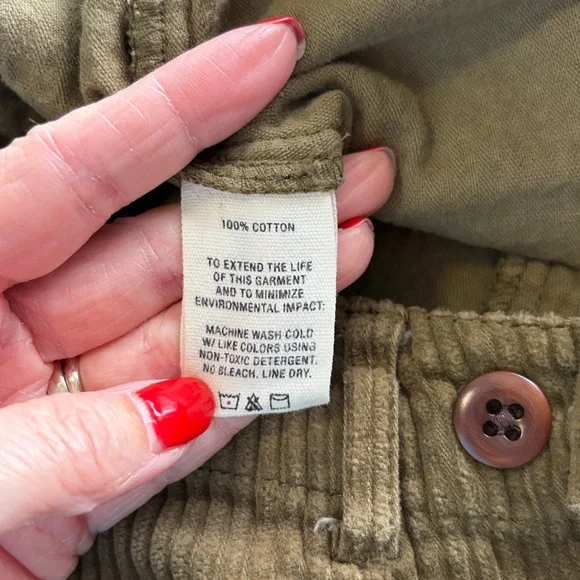 100% COTTON
TO EXTEND THE LIFE
OF THIS GARMENT
AND TO MINIMIZE
ENVIRONMENTAL IMPACT:
MACHINE WASH COLD
W/ LIKE COLORS USING
NON-TOXIC DETERGENT.
NO BLEACH. LINE DRY.